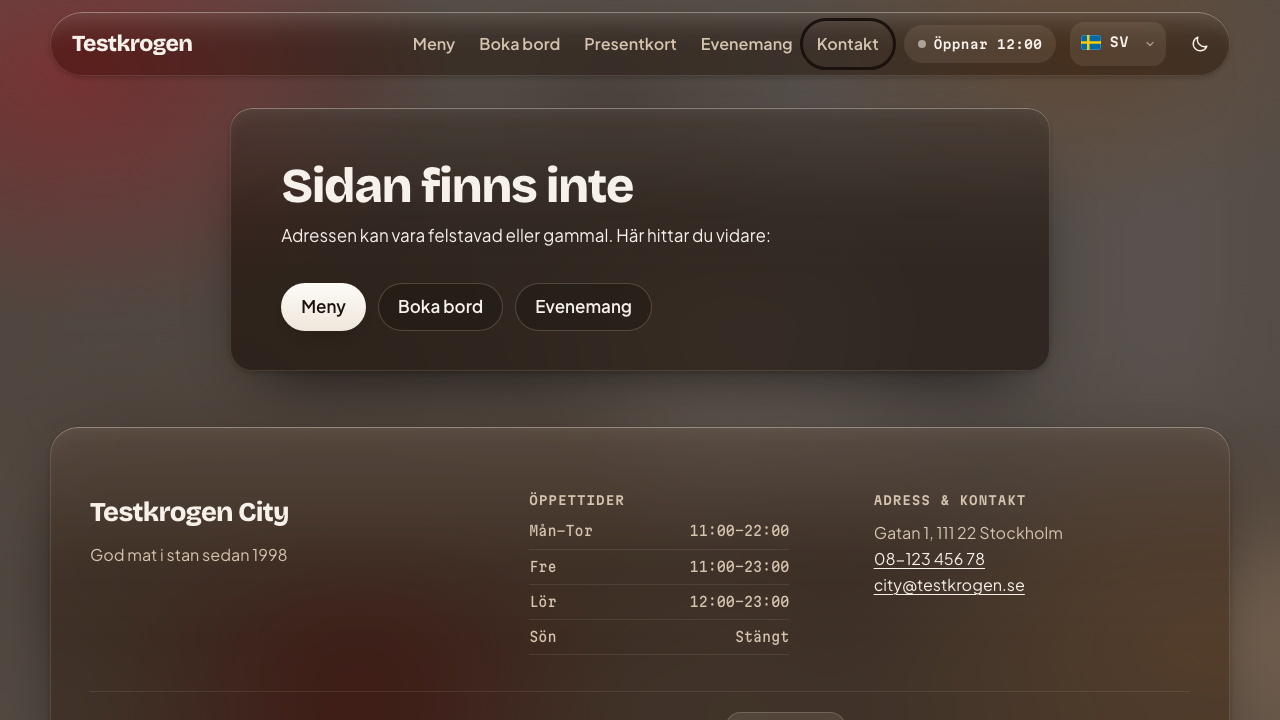 Testkrogen
Meny Boka bord Presentkort Evenemang Kontakt Öppnar 12:00 SV
Sidan finns inte
Adressen kan vara felstavad eller gammal. Här hittar du vidare:
Meny Boka bord Evenemang
Testkrogen City
God mat i stan sedan 1998
ÖPPETTIDER
Mån–Tor 11:00–22:00
Fre 11:00–23:00
Lör 12:00–23:00
Sön Stängt
ADRESS & KONTAKT
Gatan 1, 111 22 Stockholm
08-123 456 78
city@testkrogen.se